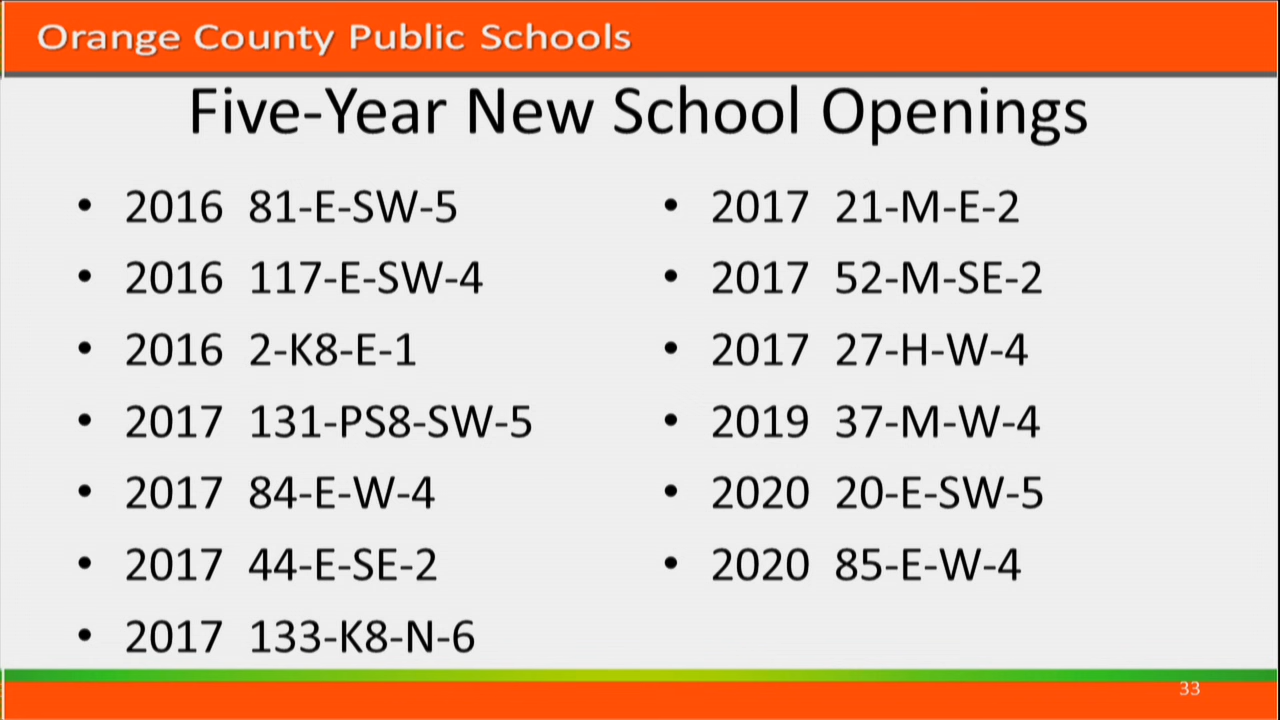 Orange County Public Schools
Five-Year New School Openings
• 2016 81-E-SW-5
• 2016 117-E-SW-4
• 2016 2-K8-E-1
• 2017 131-PS8-SW-5
• 2017 84-E-W-4
• 2017 44-E-SE-2
• 2017 133-K8-N-6
• 2017 21-M-E-2
• 2017 52-M-SE-2
• 2017 27-H-W-4
• 2019 37-M-W-4
• 2020 20-E-SW-5
• 2020 85-E-W-4
33